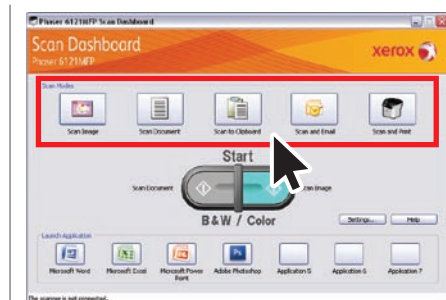 Phaser 6121MFP Scan Dashboard
Scan Dashboard
Phaser 6121MFP
xerox
Scan Modes
Scan Image
Scan Document
Scan to Clipboard
Scan and Email
Scan and Print
Start
Scan Document
Scan Image
B&W / Color
Settings...
Help
Launch Application
Microsoft Word
Microsoft Excel
Microsoft Power
Point
Adobe Photoshop
Application 5
Application 6
Application 7
The scanner is not connected.